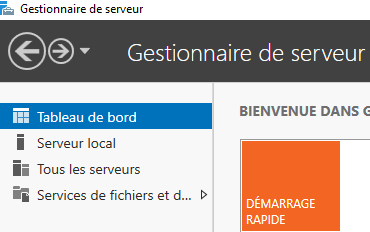 Gestionnaire de serveur
Gestionnaire de serveur
Tableau de bord
BIENVENUE DANS G
Serveur local
Tous les serveurs
Services de fichiers et d...
DÉMARRAGE
RAPIDE